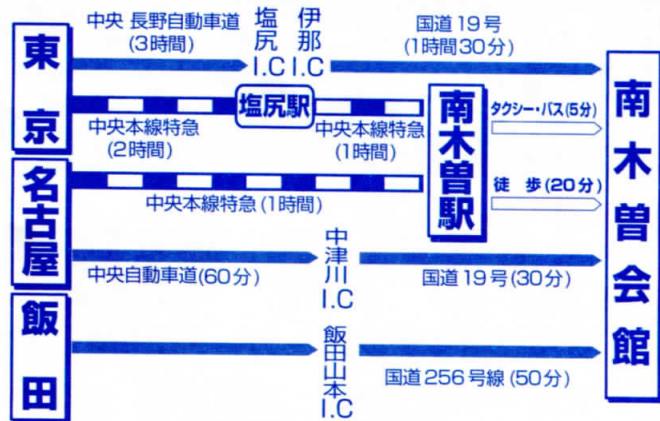 東京
中央 長野自動車道
(3時間)
塩尻I.C
伊那I.C
国道19号
(1時間30分)
塩尻駅
中央本線特急
(2時間)
中央本線特急
(1時間)
南木曽駅
タクシー・バス(5分)
徒 歩(20分)
南木曽会館
名古屋
中央本線特急(1時間)
中央自動車道(60分)
中津川I.C
国道19号(30分)
飯田
飯田山本I.C
国道256号線(50分)